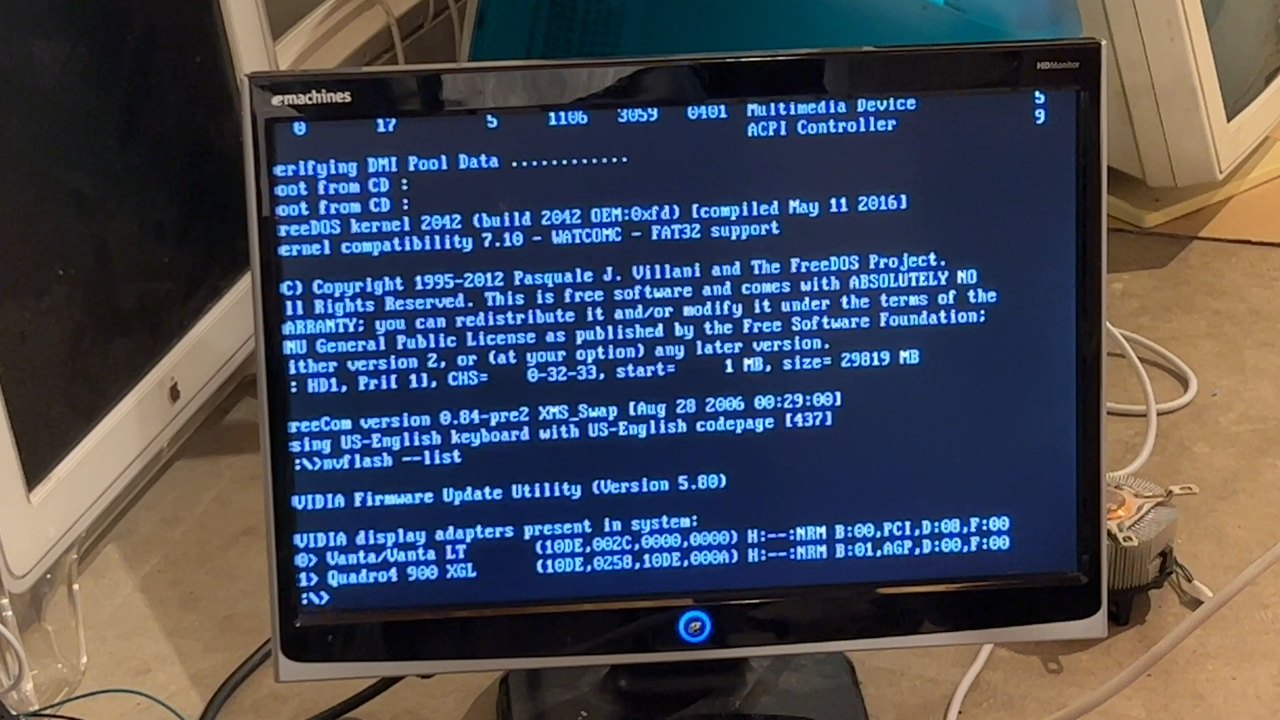 emachines
HDMonitor
0 17 5 1106 3059 0401 Multimedia Device 5
ACPI Controller 9
erifying DMI Pool Data ............
oot from CD :
oot from CD :
reeDOS kernel 2042 (build 2042 OEM:0xfd) [compiled May 11 2016]
ernel compatibility 7.10 - WATCOMC - FAT32 support
C) Copyright 1995-2012 Pasquale J. Villani and The FreeDOS Project.
ll Rights Reserved. This is free software and comes with ABSOLUTELY NO
ARRANTY; you can redistribute it and/or modify it under the terms of the
NU General Public License as published by the Free Software Foundation;
ither version 2, or (at your option) any later version.
: HD1, Pri[ 1], CHS= 0-32-33, start= 1 MB, size= 29819 MB
reeCom version 0.84-pre2 XMS_Swap [Aug 28 2006 00:29:00]
sing US-English keyboard with US-English codepage [437]
:\>nvflash --list
VIDIA Firmware Update Utility (Version 5.80)
VIDIA display adapters present in system:
0> Vanta/Vanta LT (10DE,002C,0000,0000) H:--:NRM B:00,PCI,D:08,F:00
1> Quadro4 900 XGL (10DE,0258,10DE,000A) H:--:NRM B:01,AGP,D:00,F:00
:\>